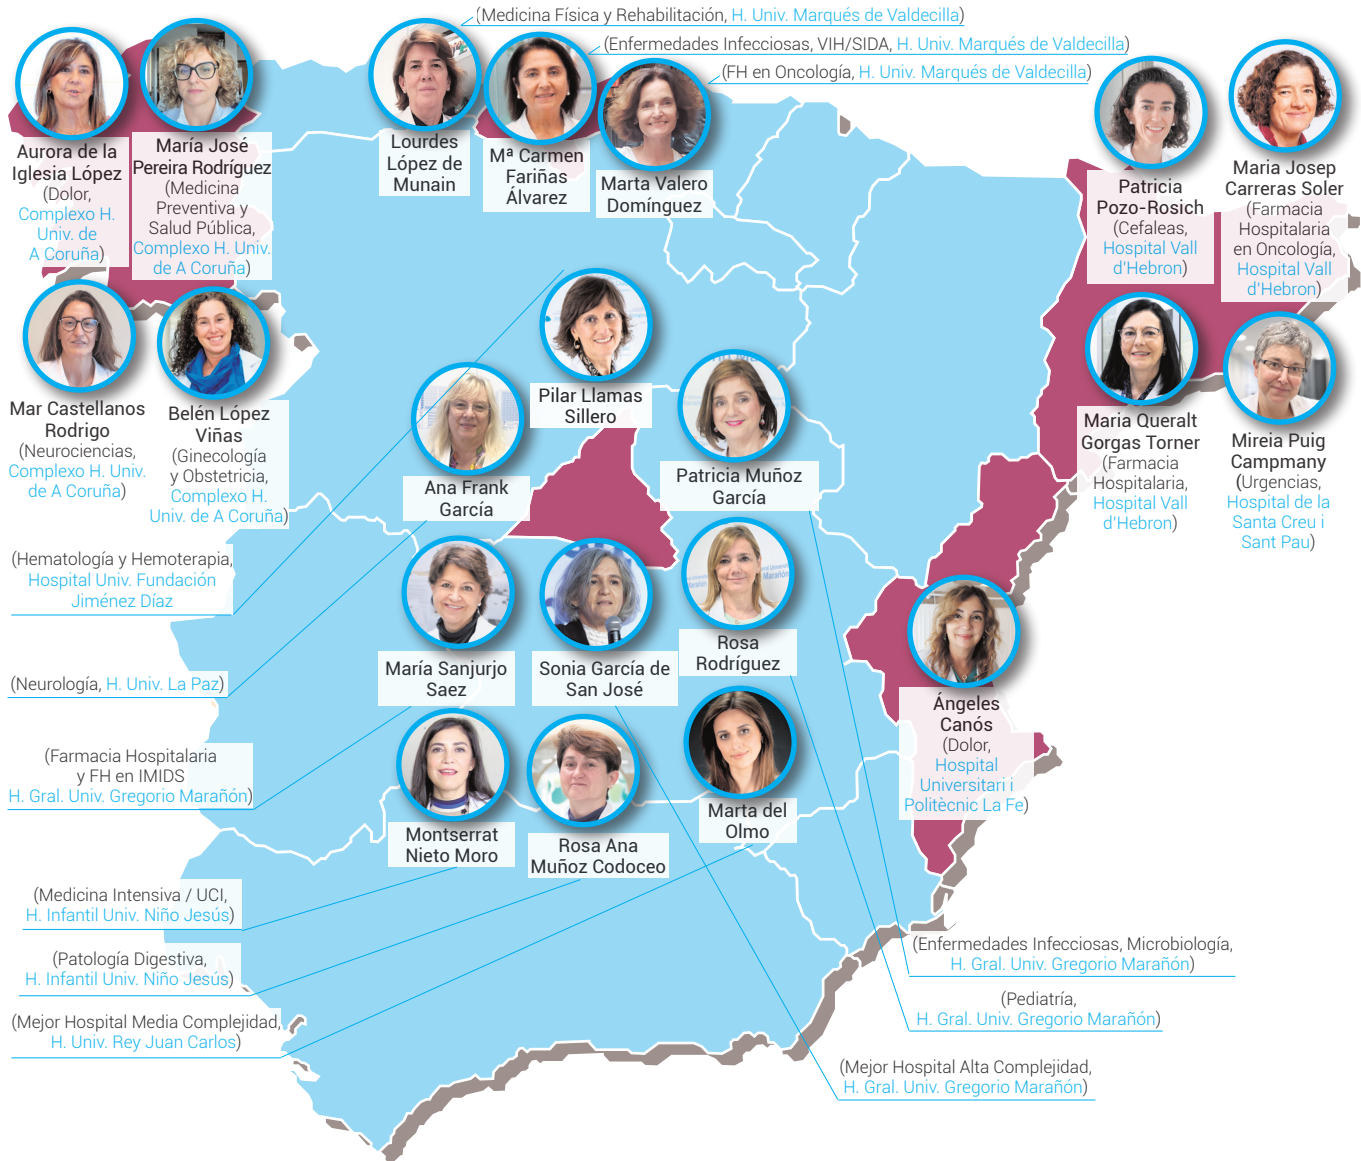 (Medicina Física y Rehabilitación, H. Univ. Marqués de Valdecilla)
(Enfermedades Infecciosas, VIH/SIDA, H. Univ. Marqués de Valdecilla)
(FH en Oncología, H. Univ. Marqués de Valdecilla)
Aurora de la
Iglesia López
(Dolor,
Complexo H.
Univ. de
A Coruña)
María José
Pereira Rodríguez
(Medicina
Preventiva y
Salud Pública,
Complexo H. Univ.
de A Coruña)
Lourdes
López de
Munain
Mª Carmen
Fariñas
Álvarez
Marta Valero
Domínguez
Patricia
Pozo-Rosich
(Cefaleas,
Hospital Vall
d'Hebron)
Maria Josep
Carreras Soler
(Farmacia
Hospitalaria
en Oncología,
Hospital Vall
d'Hebron)
Mar Castellanos
Rodrigo
(Neurociencias,
Complexo H. Univ.
de A Coruña)
Belén López
Viñas
(Ginecología
y Obstetricia,
Complexo H.
Univ. de A Coruña)
Pilar Llamas
Sillero
Ana Frank
García
Patricia Muñoz
García
Maria Queralt
Gorgas Torner
(Farmacia
Hospitalaria,
Hospital Vall
d'Hebron)
Mireia Puig
Campmany
(Urgencias,
Hospital de la
Santa Creu i
Sant Pau)
(Hematología y Hemoterapia,
Hospital Univ. Fundación
Jiménez Díaz
Marañón
María Sanjurjo
Saez
Sonia García de
San José
Rosa
Rodríguez
(Neurología, H. Univ. La Paz)
Ángeles
Canós
(Dolor,
Hospital
Universitari i
Politècnic La Fe)
(Farmacia Hospitalaria
y FH en IMIDS
H. Gral. Univ. Gregorio Marañón)
Montserrat
Nieto Moro
Rosa Ana
Muñoz Codoceo
Marta del
Olmo
(Medicina Intensiva / UCI,
H. Infantil Univ. Niño Jesús)
(Patología Digestiva,
H. Infantil Univ. Niño Jesús)
(Mejor Hospital Media Complejidad,
H. Univ. Rey Juan Carlos)
(Enfermedades Infecciosas, Microbiología,
H. Gral. Univ. Gregorio Marañón)
(Pediatría,
H. Gral. Univ. Gregorio Marañón)
(Mejor Hospital Alta Complejidad,
H. Gral. Univ. Gregorio Marañón)